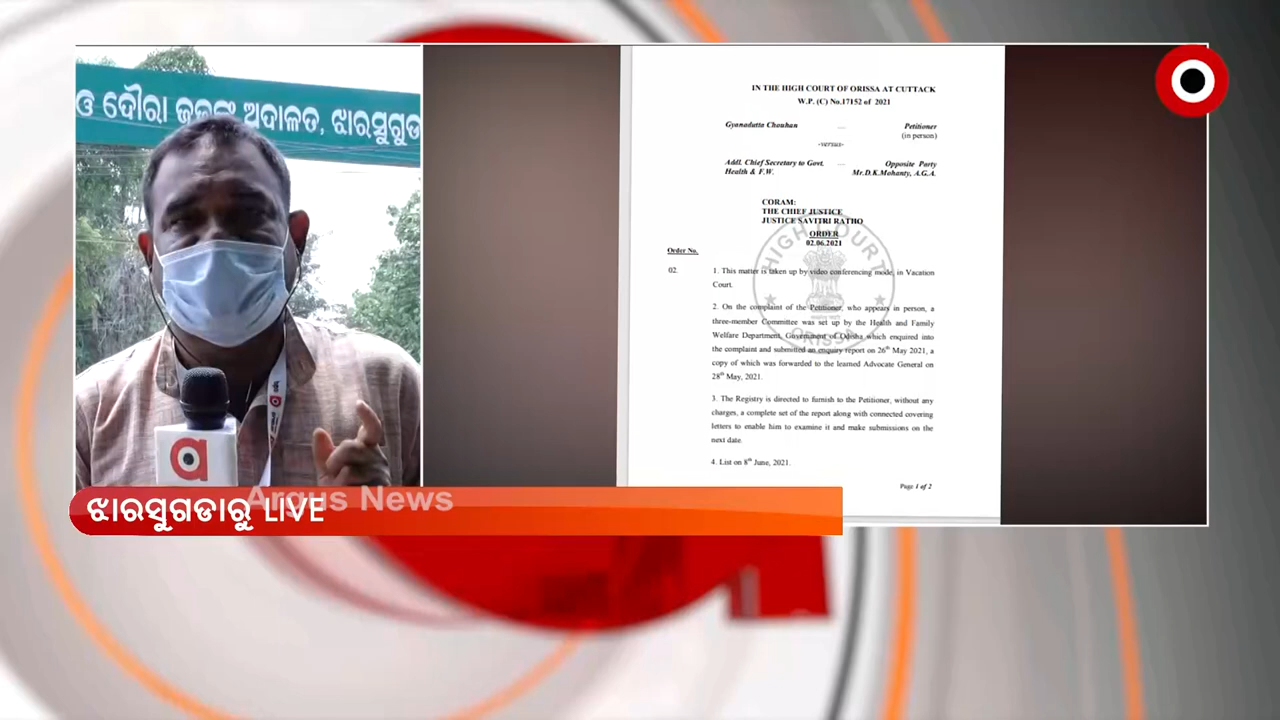 ଓ ଦୌରା ଜଜଙ୍କ ଅଦାଲତ, ଝାରସୁଗୁଡ
IN THE HIGH COURT OF ORISSA AT CUTTACK
W.P. (C) No.17152 of 2021
Gyanadutta Chouhan .... Petitioner
(in person)
-versus-
Addl. Chief Secretary to Govt. .... Opposite Party
Health & F.W. Mr.D.K.Mohanty, A.G.A.
CORAM:
THE CHIEF JUSTICE
JUSTICE SAVITRI RATHO
ORDER
02.06.2021
Order No.
02. 1. This matter is taken up by video conferencing mode, in Vacation
Court.
2. On the complaint of the Petitioner, who appears in person, a
three-member Committee was set up by the Health and Family
Welfare Department, Government of Odisha which enquired into
the complaint and submitted an enquiry report on 26th May 2021, a
copy of which was forwarded to the learned Advocate General on
28th May, 2021.
3. The Registry is directed to furnish to the Petitioner, without any
charges, a complete set of the report along with connected covering
letters to enable him to examine it and make submissions on the
next date.
4. List on 8th June, 2021.
Page 1 of 2
HIGH COURT
ORISSA
Argus News
ଝାରସୁଗଡାରୁ LIVE